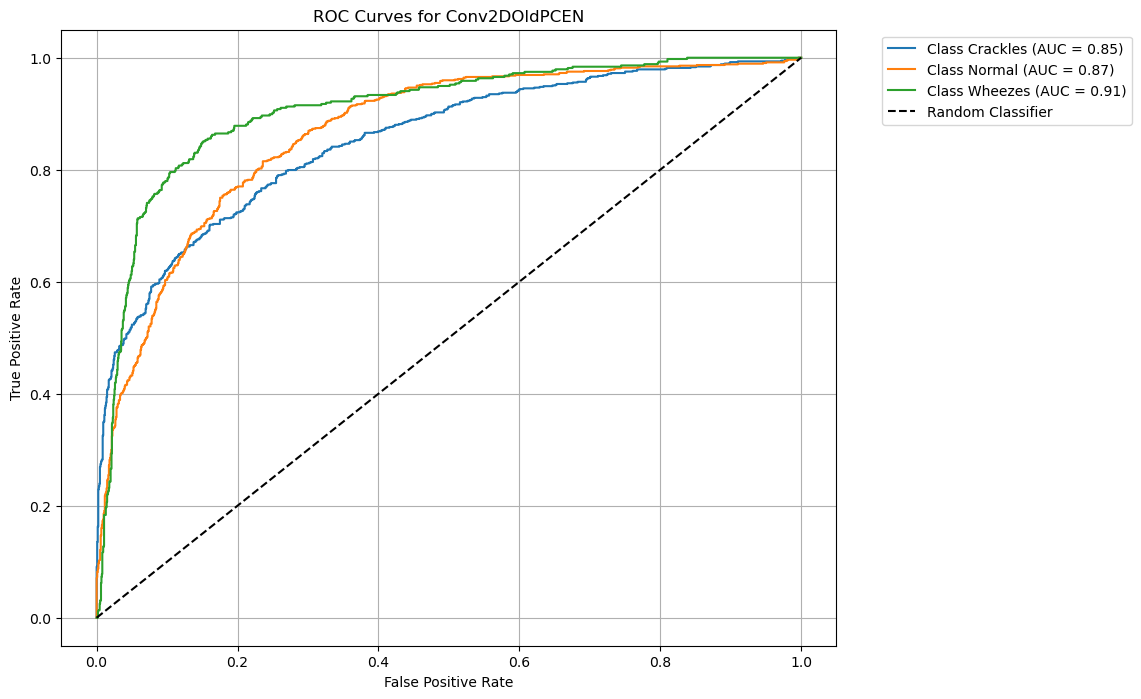 ROC Curves for Conv2DOldPCEN
Class Crackles (AUC = 0.85)
Class Normal (AUC = 0.87)
Class Wheezes (AUC = 0.91)
Random Classifier
True Positive Rate
1.0
0.8
0.6
0.4
0.2
0.0
0.0 0.2 0.4 0.6 0.8 1.0
False Positive Rate